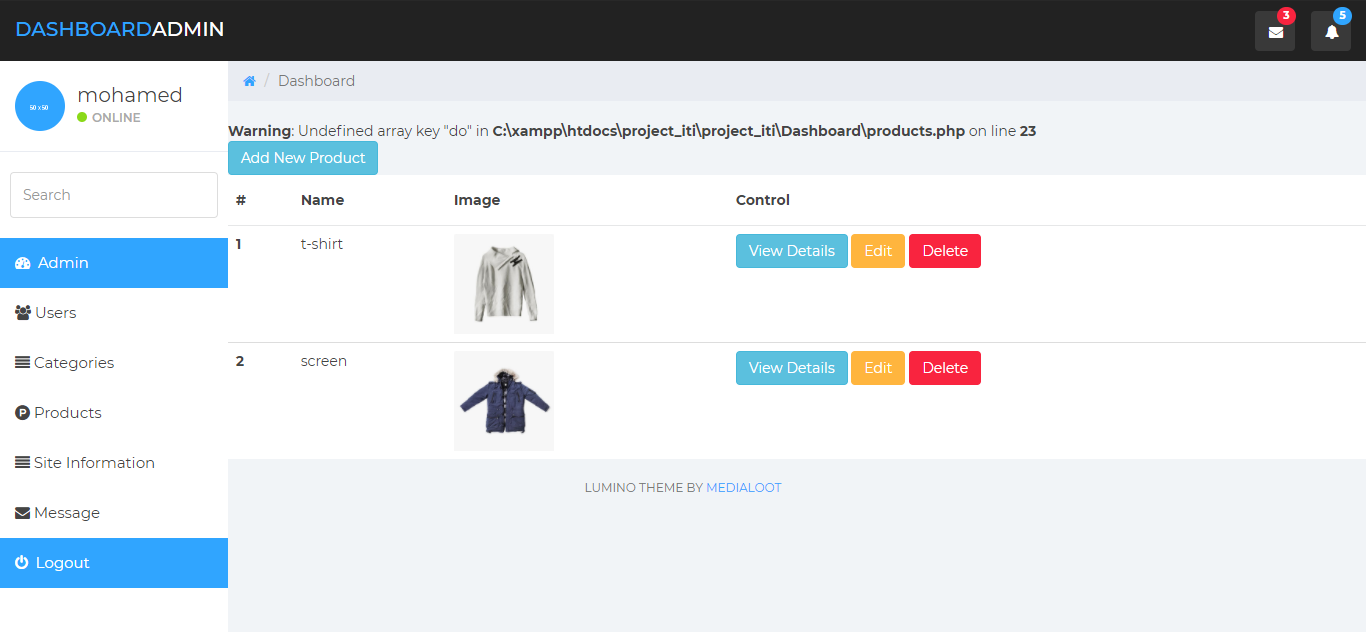 DASHBOARDADMIN
3
5
50 x 50
mohamed
ONLINE
Search
Admin
Users
Categories
Products
Site Information
Message
Logout
/ Dashboard
Warning: Undefined array key "do" in C:\xampp\htdocs\project_iti\project_iti\Dashboard\products.php on line 23
Add New Product
# Name Image Control
1 t-shirt View Details Edit Delete
2 screen View Details Edit Delete
LUMINO THEME BY MEDIALOOT